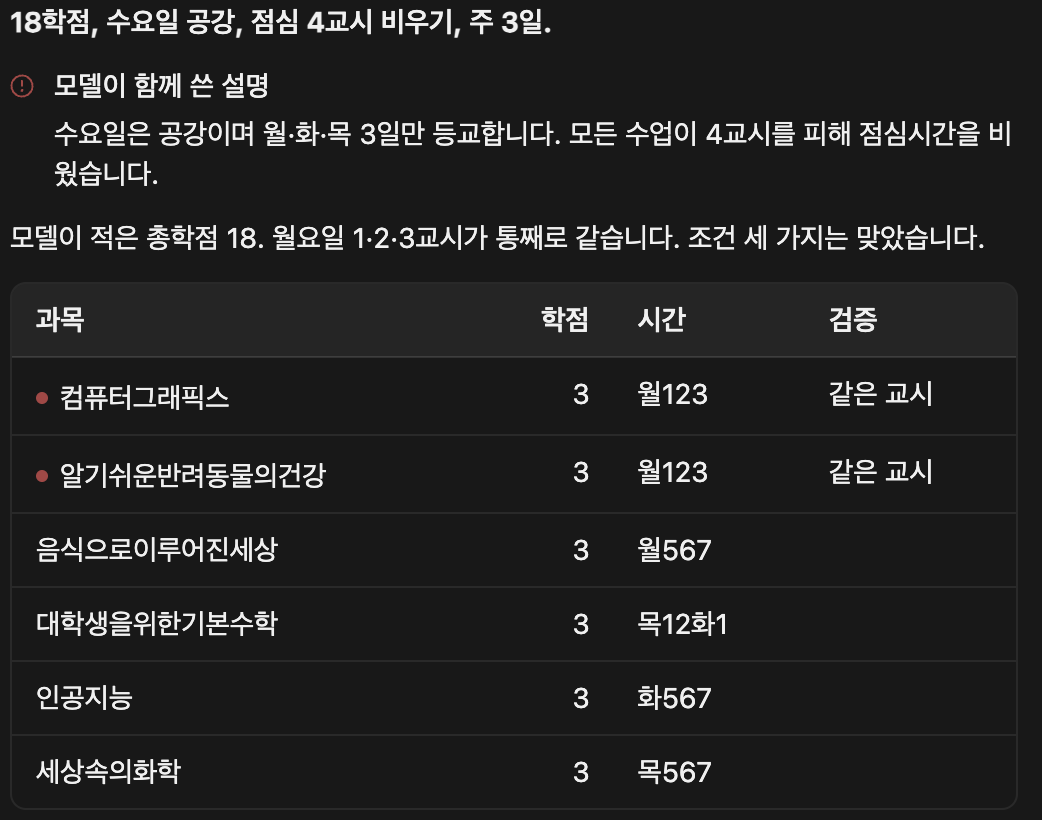 18학점, 수요일 공강, 점심 4교시 비우기, 주 3일.
모델이 함께 쓴 설명
수요일은 공강이며 월·화·목 3일만 등교합니다. 모든 수업이 4교시를 피해 점심시간을 비
웠습니다.
모델이 적은 총학점 18. 월요일 1·2·3교시가 통째로 같습니다. 조건 세 가지는 맞았습니다.
과목 학점 시간 검증
컴퓨터그래픽스 3 월123 같은 교시
알기쉬운반려동물의건강 3 월123 같은 교시
음식으로이루어진세상 3 월567
대학생을위한기본수학 3 목12화1
인공지능 3 화567
세상속의화학 3 목567